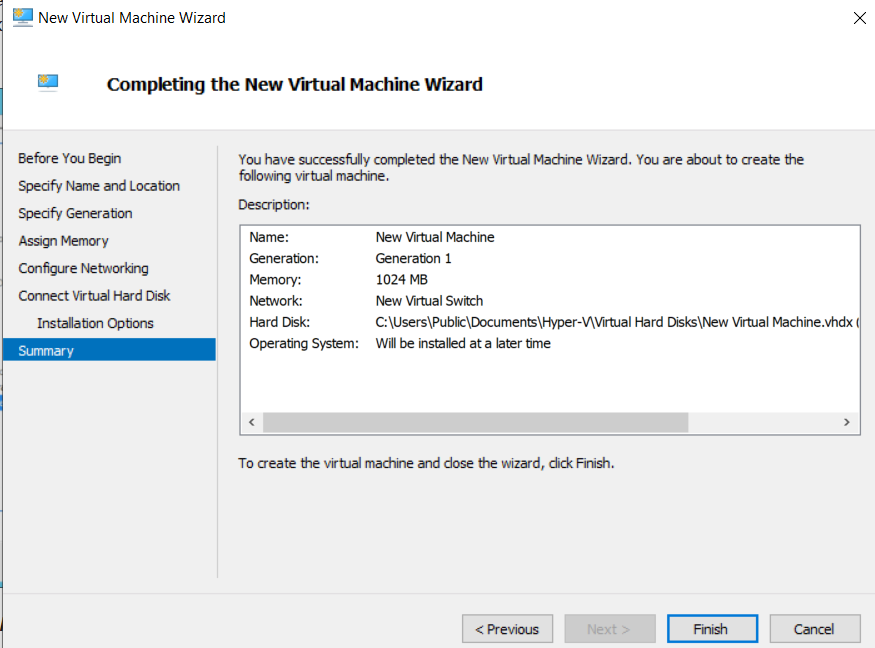 New Virtual Machine Wizard
Completing the New Virtual Machine Wizard
Before You Begin
Specify Name and Location
Specify Generation
Assign Memory
Configure Networking
Connect Virtual Hard Disk
Installation Options
Summary
You have successfully completed the New Virtual Machine Wizard. You are about to create the
following virtual machine.
Description:
Name: New Virtual Machine
Generation: Generation 1
Memory: 1024 MB
Network: New Virtual Switch
Hard Disk: C:\Users\Public\Documents\Hyper-V\Virtual Hard Disks\New Virtual Machine.vhdx (
Operating System: Will be installed at a later time
To create the virtual machine and close the wizard, click Finish.
< Previous Next > Finish Cancel